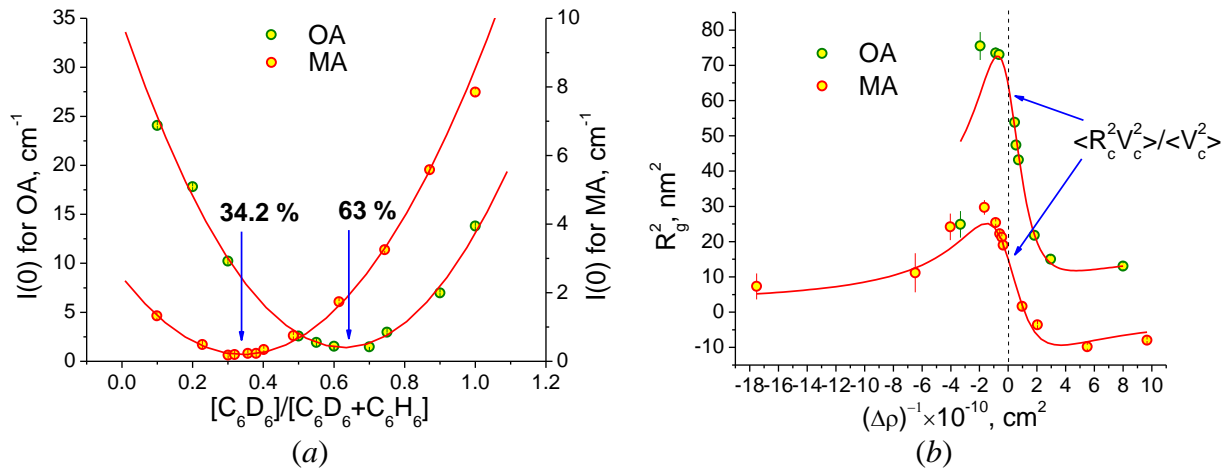 OA
MA
34.2 %
63 %
I(0) for OA, cm⁻¹
35
30
25
20
15
10
5
0
I(0) for MA, cm⁻¹
10
8
6
4
2
0
0.0 0.2 0.4 0.6 0.8 1.0 1.2
[C₆D₆]/[C₆D₆+C₆H₆]
(a)
OA
MA
<R_c²V_c²>/<V_c²>
R_g², nm²
80
70
60
50
40
30
20
10
0
-10
-18 -16 -14 -12 -10 -8 -6 -4 -2 0 2 4 6 8 10
(Δρ)⁻¹×10⁻¹⁰, cm²
(b)